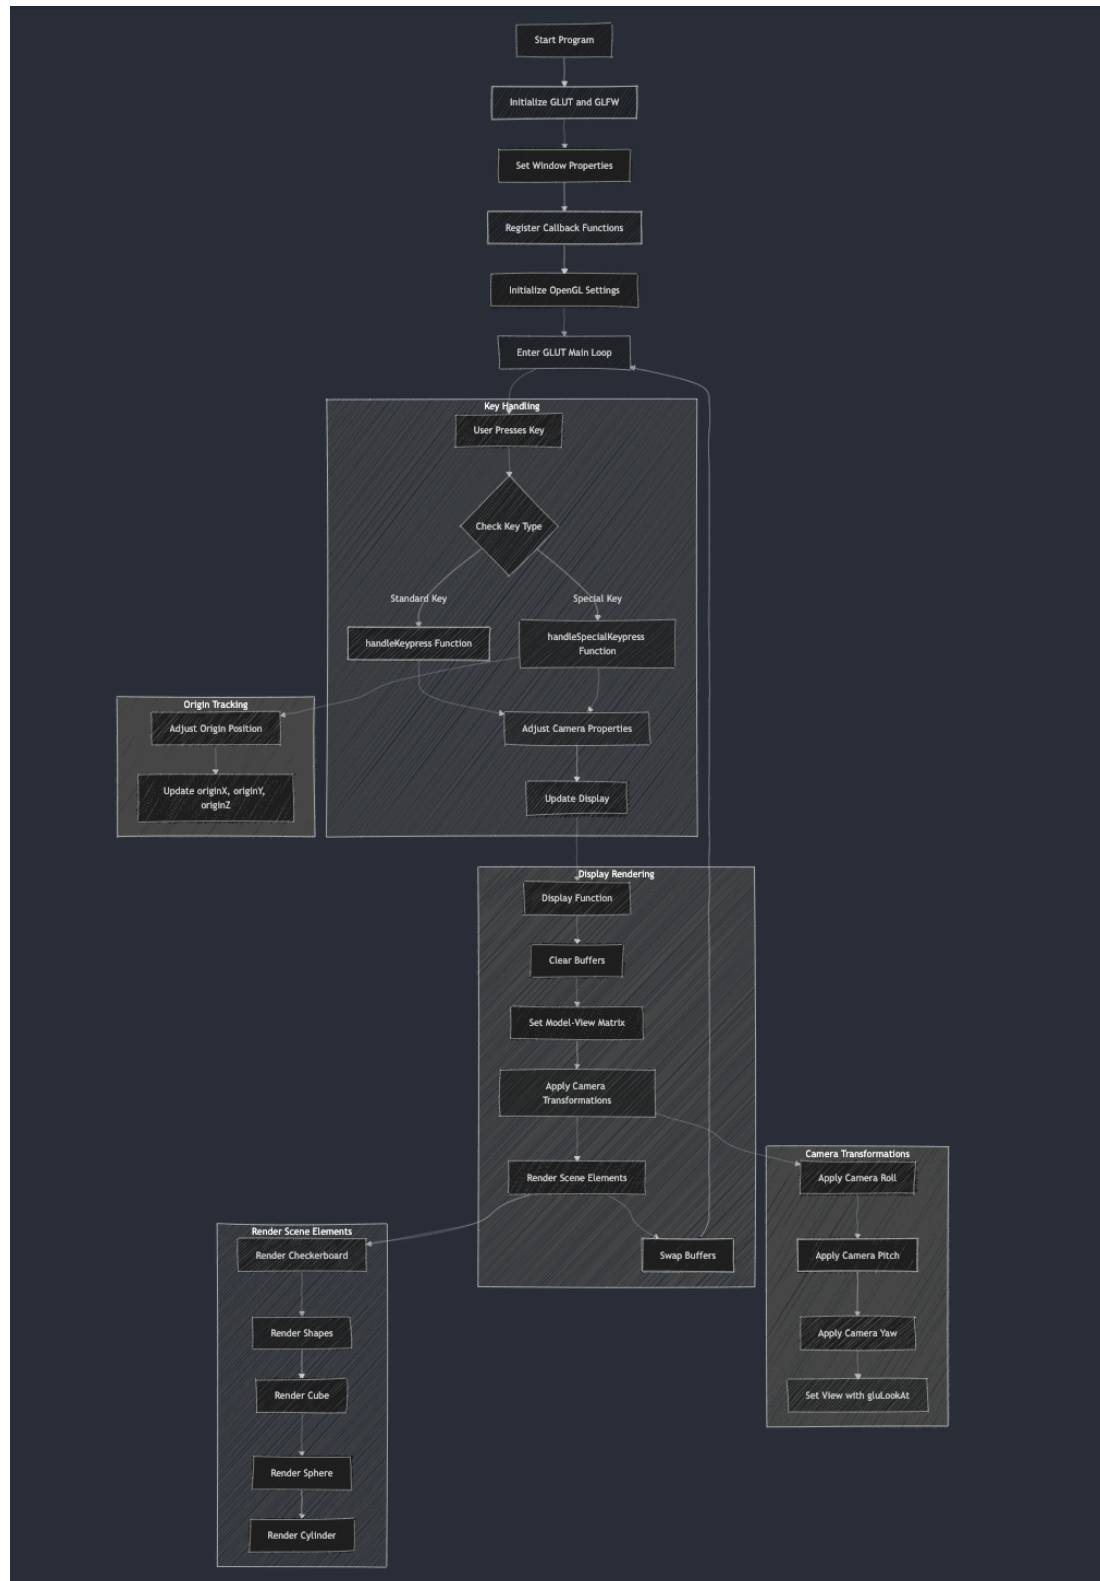 Start Program
Initialize GLUT and GLFW
Set Window Properties
Register Callback Functions
Initialize OpenGL Settings
Enter GLUT Main Loop
Key Handling
User Presses Key
Check Key Type
Standard Key
Special Key
handleKeypress Function
handleSpecialKeypress
Function
Origin Tracking
Adjust Origin Position
Update originX, originY,
originZ
Adjust Camera Properties
Update Display
Display Rendering
Display Function
Clear Buffers
Set Model-View Matrix
Apply Camera
Transformations
Render Scene Elements
Swap Buffers
Camera Transformations
Apply Camera Roll
Apply Camera Pitch
Apply Camera Yaw
Set View with gluLookAt
Render Scene Elements
Render Checkerboard
Render Shapes
Render Cube
Render Sphere
Render Cylinder